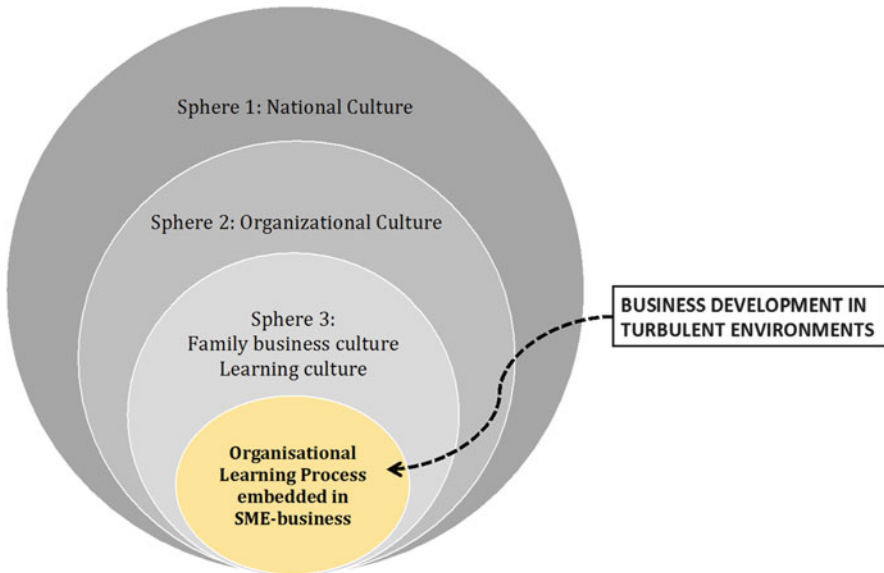 Sphere 1: National Culture
Sphere 2: Organizational Culture
Sphere 3:
Family business culture
Learning culture
Organisational
Learning Process
embedded in
SME-business
BUSINESS DEVELOPMENT IN
TURBULENT ENVIRONMENTS